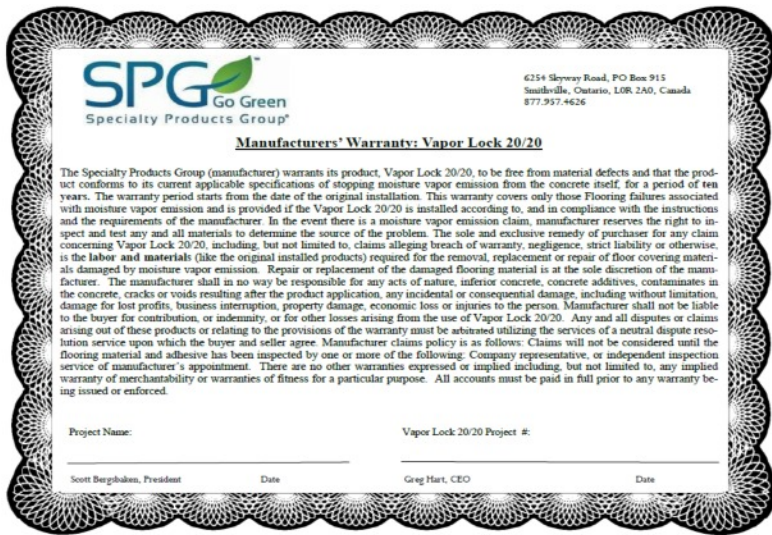 SPG™
Go Green
Specialty Products Group®
6254 Skyway Road, PO Box 915
Smithville, Ontario, L0R 2A0, Canada
877.957.4626
Manufacturers' Warranty: Vapor Lock 20/20
The Specialty Products Group (manufacturer) warrants its product, Vapor Lock 20/20, to be free from material defects and that the prod-
uct conforms to its current applicable specifications of stopping moisture vapor emission from the concrete itself, for a period of ten
years. The warranty period starts from the date of the original installation. This warranty covers only those Flooring failures associated
with moisture vapor emission and is provided if the Vapor Lock 20/20 is installed according to, and in compliance with the instructions
and the requirements of the manufacturer. In the event there is a moisture vapor emission claim, manufacturer reserves the right to in-
spect and test any and all materials to determine the source of the problem. The sole and exclusive remedy of purchaser for any claim
concerning Vapor Lock 20/20, including, but not limited to, claims alleging breach of warranty, negligence, strict liability or otherwise,
is the labor and materials (like the original installed products) required for the removal, replacement or repair of floor covering materi-
als damaged by moisture vapor emission. Repair or replacement of the damaged flooring material is at the sole discretion of the manu-
facturer. The manufacturer shall in no way be responsible for any acts of nature, inferior concrete, concrete additives, contaminates in
the concrete, cracks or voids resulting after the product application, any incidental or consequential damage, including without limitation,
damage for lost profits, business interruption, property damage, economic loss or injuries to the person. Manufacturer shall not be liable
to the buyer for contribution, or indemnity, or for other losses arising from the use of Vapor Lock 20/20. Any and all disputes or claims
arising out of these products or relating to the provisions of the warranty must be arbitrated utilizing the services of a neutral dispute reso-
lution service upon which the buyer and seller agree. Manufacturer claims policy is as follows: Claims will not be considered until the
flooring material and adhesive has been inspected by one or more of the following: Company representative, or independent inspection
service of manufacturer's appointment. There are no other warranties expressed or implied including, but not limited to, any implied
warranty of merchantability or warranties of fitness for a particular purpose. All accounts must be paid in full prior to any warranty be-
ing issued or enforced.
Project Name:
Vapor Lock 20/20 Project #:
Scott Bergsbaken, President Date
Greg Hart, CEO Date